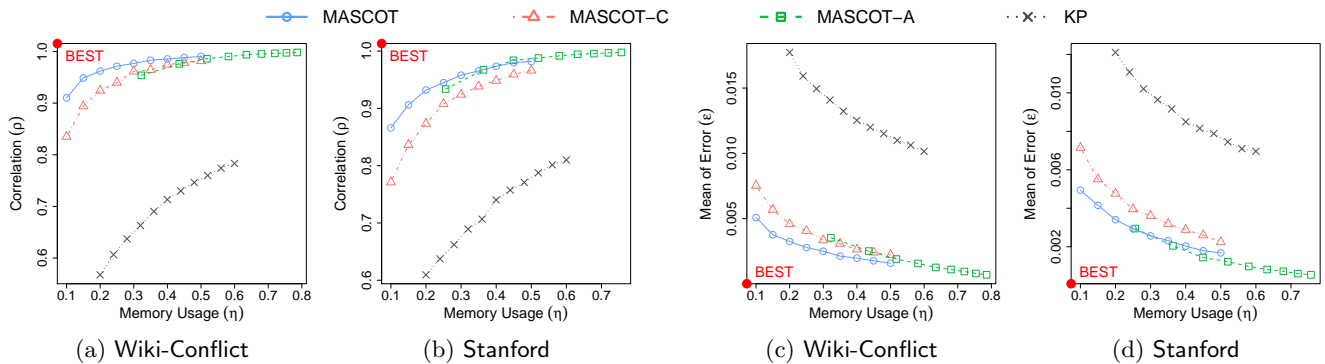 MASCOT MASCOT−C MASCOT−A KP
BEST
Correlation (ρ)
0.6 0.7 0.8 0.9 1.0
0.1 0.2 0.3 0.4 0.5 0.6 0.7 0.8
Memory Usage (η)
(a) Wiki-Conflict
BEST
Correlation (ρ)
0.6 0.7 0.8 0.9 1.0
0.1 0.2 0.3 0.4 0.5 0.6 0.7
Memory Usage (η)
(b) Stanford
BEST
Mean of Error (ε)
0.005 0.010 0.015
0.1 0.2 0.3 0.4 0.5 0.6 0.7 0.8
Memory Usage (η)
(c) Wiki-Conflict
BEST
Mean of Error (ε)
0.002 0.006 0.010
0.1 0.2 0.3 0.4 0.5 0.6 0.7
Memory Usage (η)
(d) Stanford